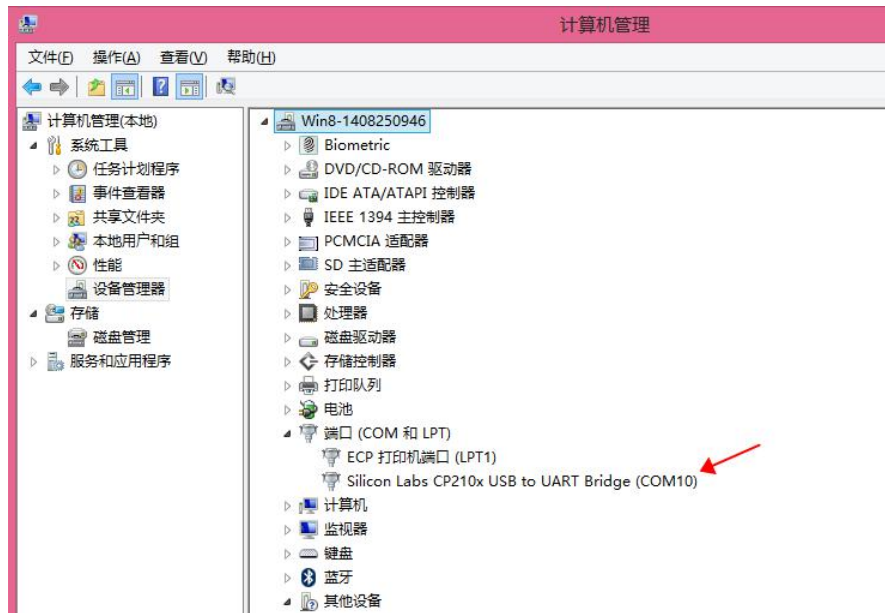 计算机管理
文件(F) 操作(A) 查看(V) 帮助(H)
计算机管理(本地)
系统工具
任务计划程序
事件查看器
共享文件夹
本地用户和组
性能
设备管理器
存储
磁盘管理
服务和应用程序
Win8-1408250946
Biometric
DVD/CD-ROM 驱动器
IDE ATA/ATAPI 控制器
IEEE 1394 主控制器
PCMCIA 适配器
SD 主适配器
安全设备
处理器
磁盘驱动器
存储控制器
打印队列
电池
端口 (COM 和 LPT)
ECP 打印机端口 (LPT1)
Silicon Labs CP210x USB to UART Bridge (COM10)
计算机
监视器
键盘
蓝牙
其他设备